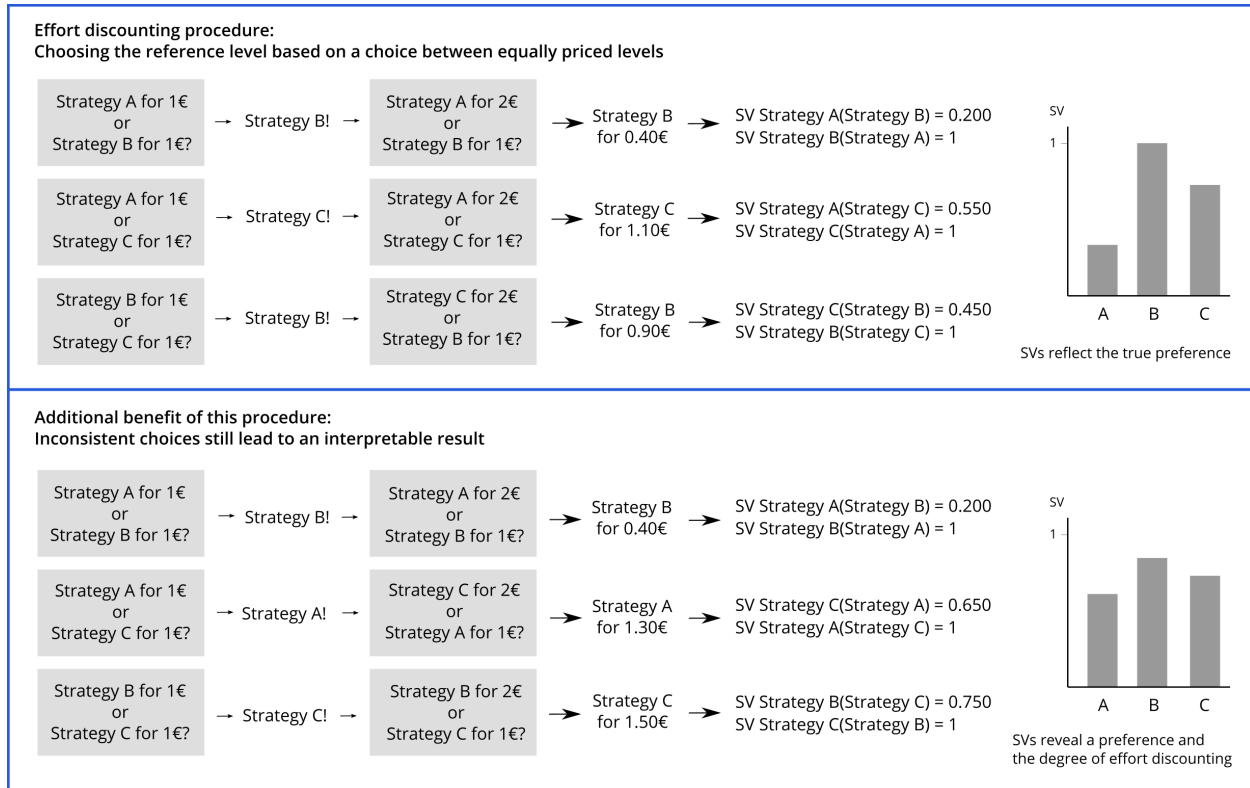 Effort discounting procedure:
Choosing the reference level based on a choice between equally priced levels
Strategy A for 1€
or
Strategy B for 1€?
Strategy B!
Strategy A for 2€
or
Strategy B for 1€?
Strategy B
for 0.40€
SV Strategy A(Strategy B) = 0.200
SV Strategy B(Strategy A) = 1
Strategy A for 1€
or
Strategy C for 1€?
Strategy C!
Strategy A for 2€
or
Strategy C for 1€?
Strategy C
for 1.10€
SV Strategy A(Strategy C) = 0.550
SV Strategy C(Strategy A) = 1
Strategy B for 1€
or
Strategy C for 1€?
Strategy B!
Strategy C for 2€
or
Strategy B for 1€?
Strategy B
for 0.90€
SV Strategy C(Strategy B) = 0.450
SV Strategy B(Strategy C) = 1
SV
1
A B C
SVs reflect the true preference
Additional benefit of this procedure:
Inconsistent choices still lead to an interpretable result
Strategy A for 1€
or
Strategy B for 1€?
Strategy B!
Strategy A for 2€
or
Strategy B for 1€?
Strategy B
for 0.40€
SV Strategy A(Strategy B) = 0.200
SV Strategy B(Strategy A) = 1
Strategy A for 1€
or
Strategy C for 1€?
Strategy A!
Strategy C for 2€
or
Strategy A for 1€?
Strategy A
for 1.30€
SV Strategy C(Strategy A) = 0.650
SV Strategy A(Strategy C) = 1
Strategy B for 1€
or
Strategy C for 1€?
Strategy C!
Strategy B for 2€
or
Strategy C for 1€?
Strategy C
for 1.50€
SV Strategy B(Strategy C) = 0.750
SV Strategy C(Strategy B) = 1
SV
1
A B C
SVs reveal a preference and
the degree of effort discounting